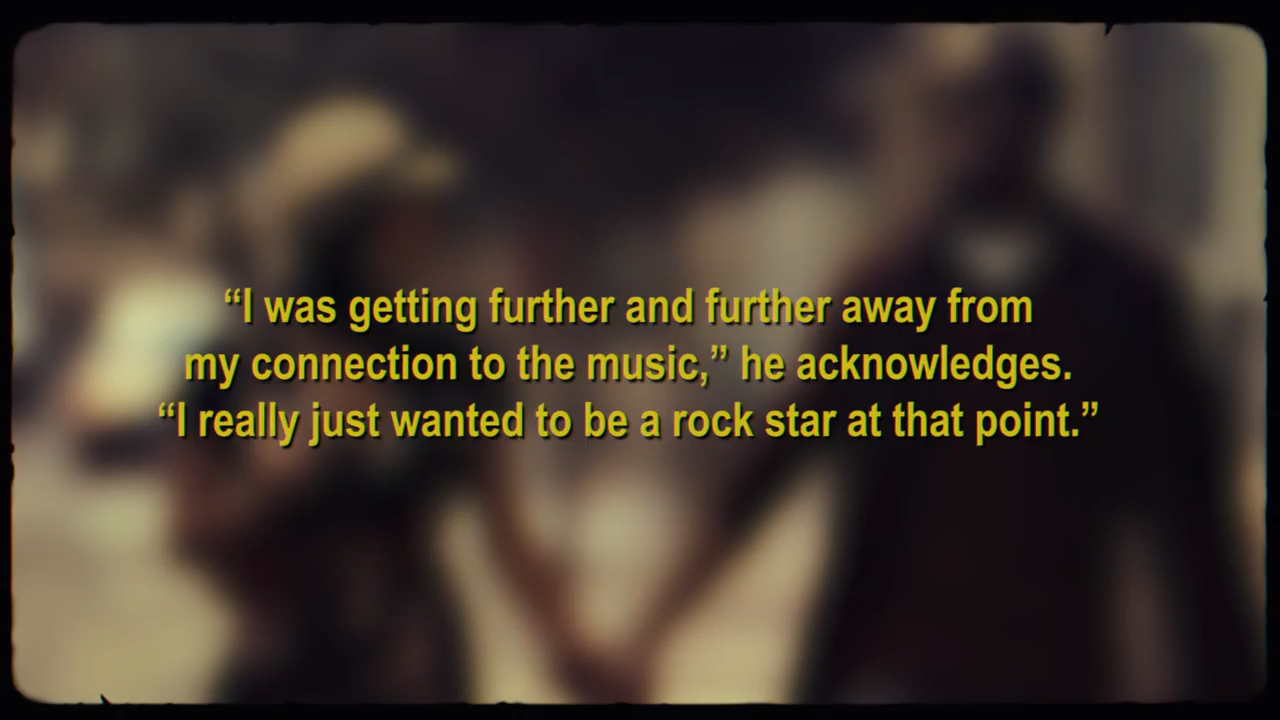 “I was getting further and further away from
my connection to the music,” he acknowledges.
“I really just wanted to be a rock star at that point.”